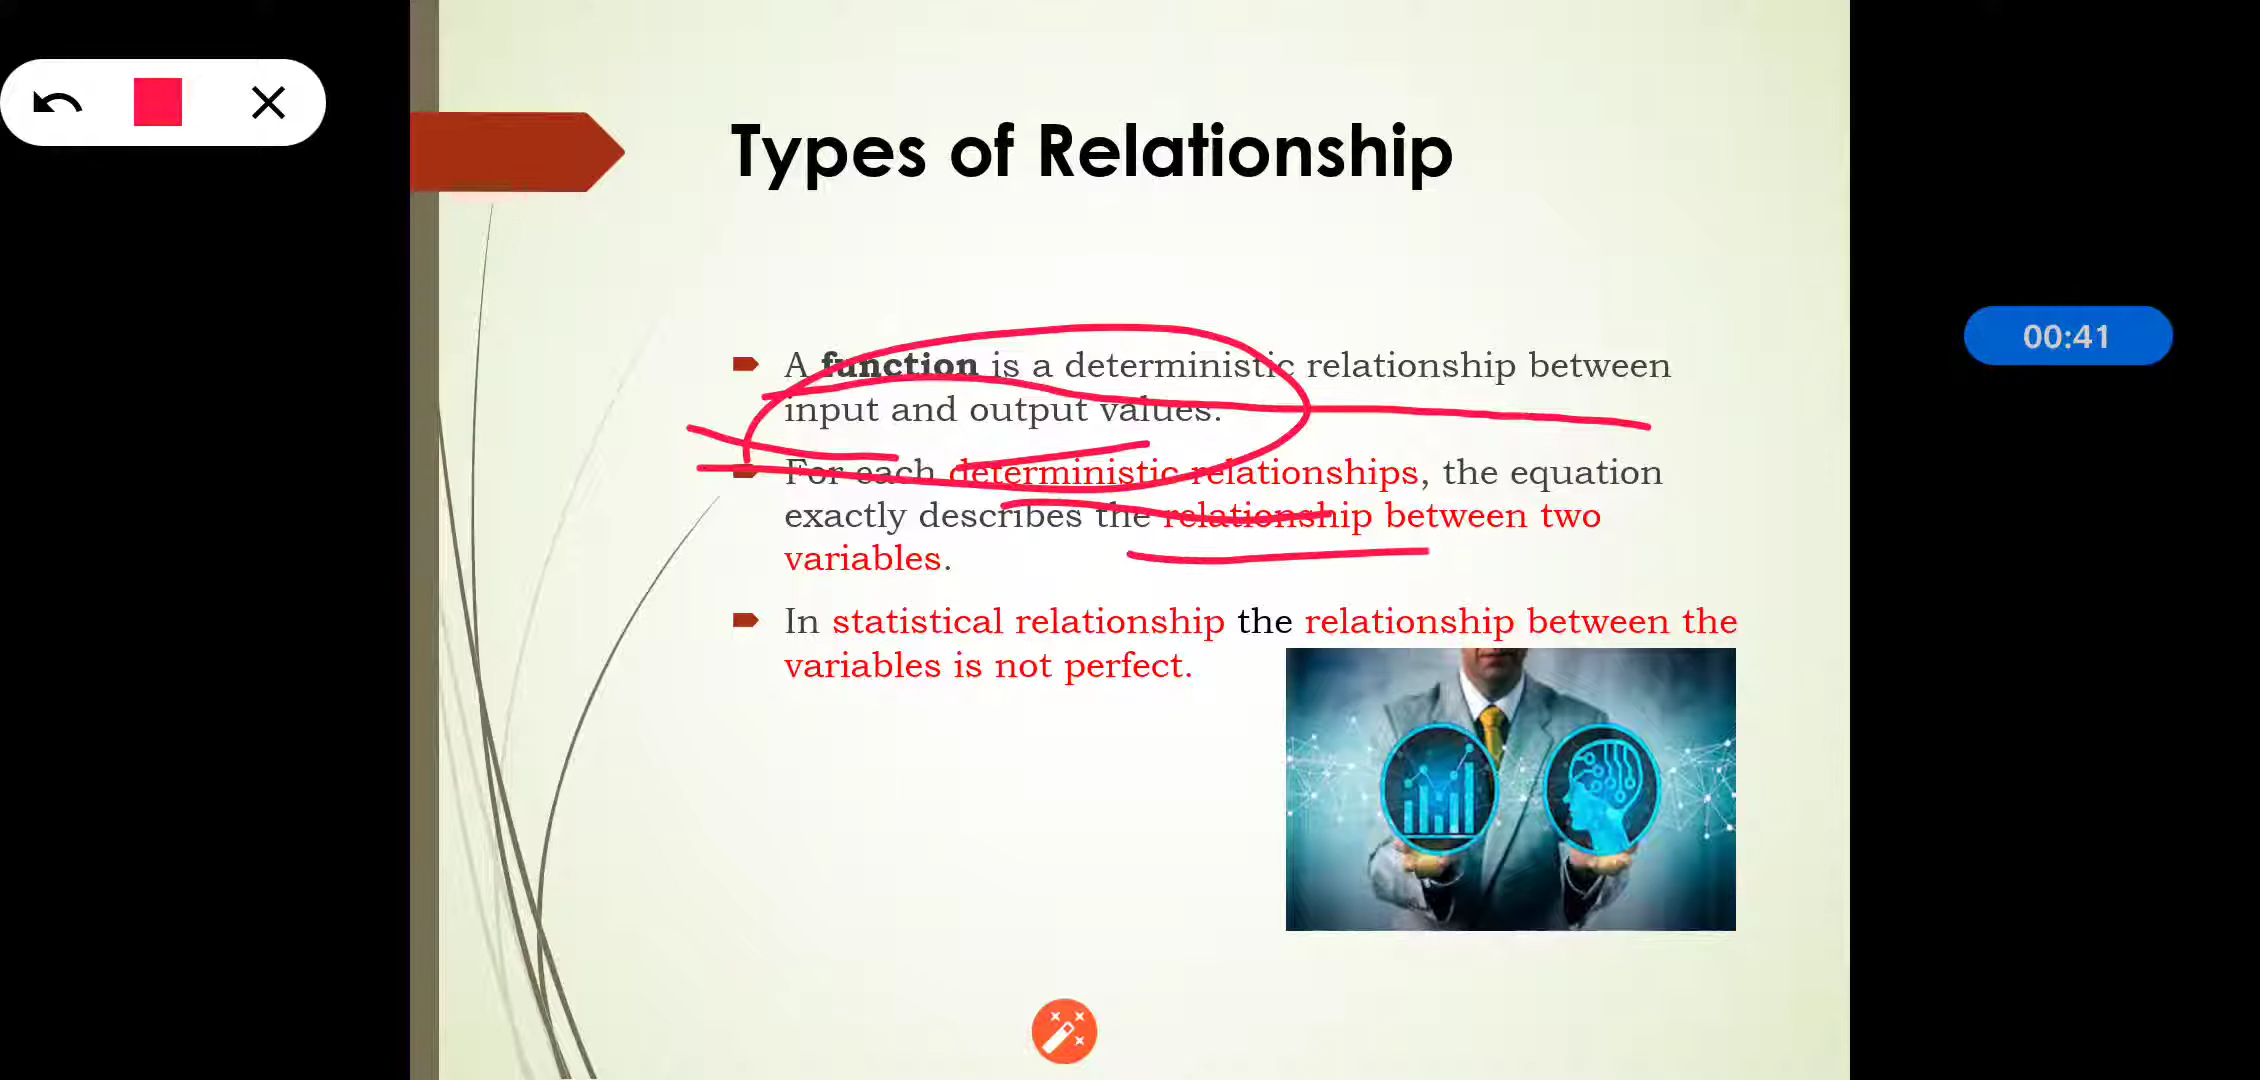 Types of Relationship
00:41
A function is a deterministic relationship between
input and output values.
For each deterministic relationships, the equation
exactly describes the relationship between two
variables.
In statistical relationship the relationship between the
variables is not perfect.